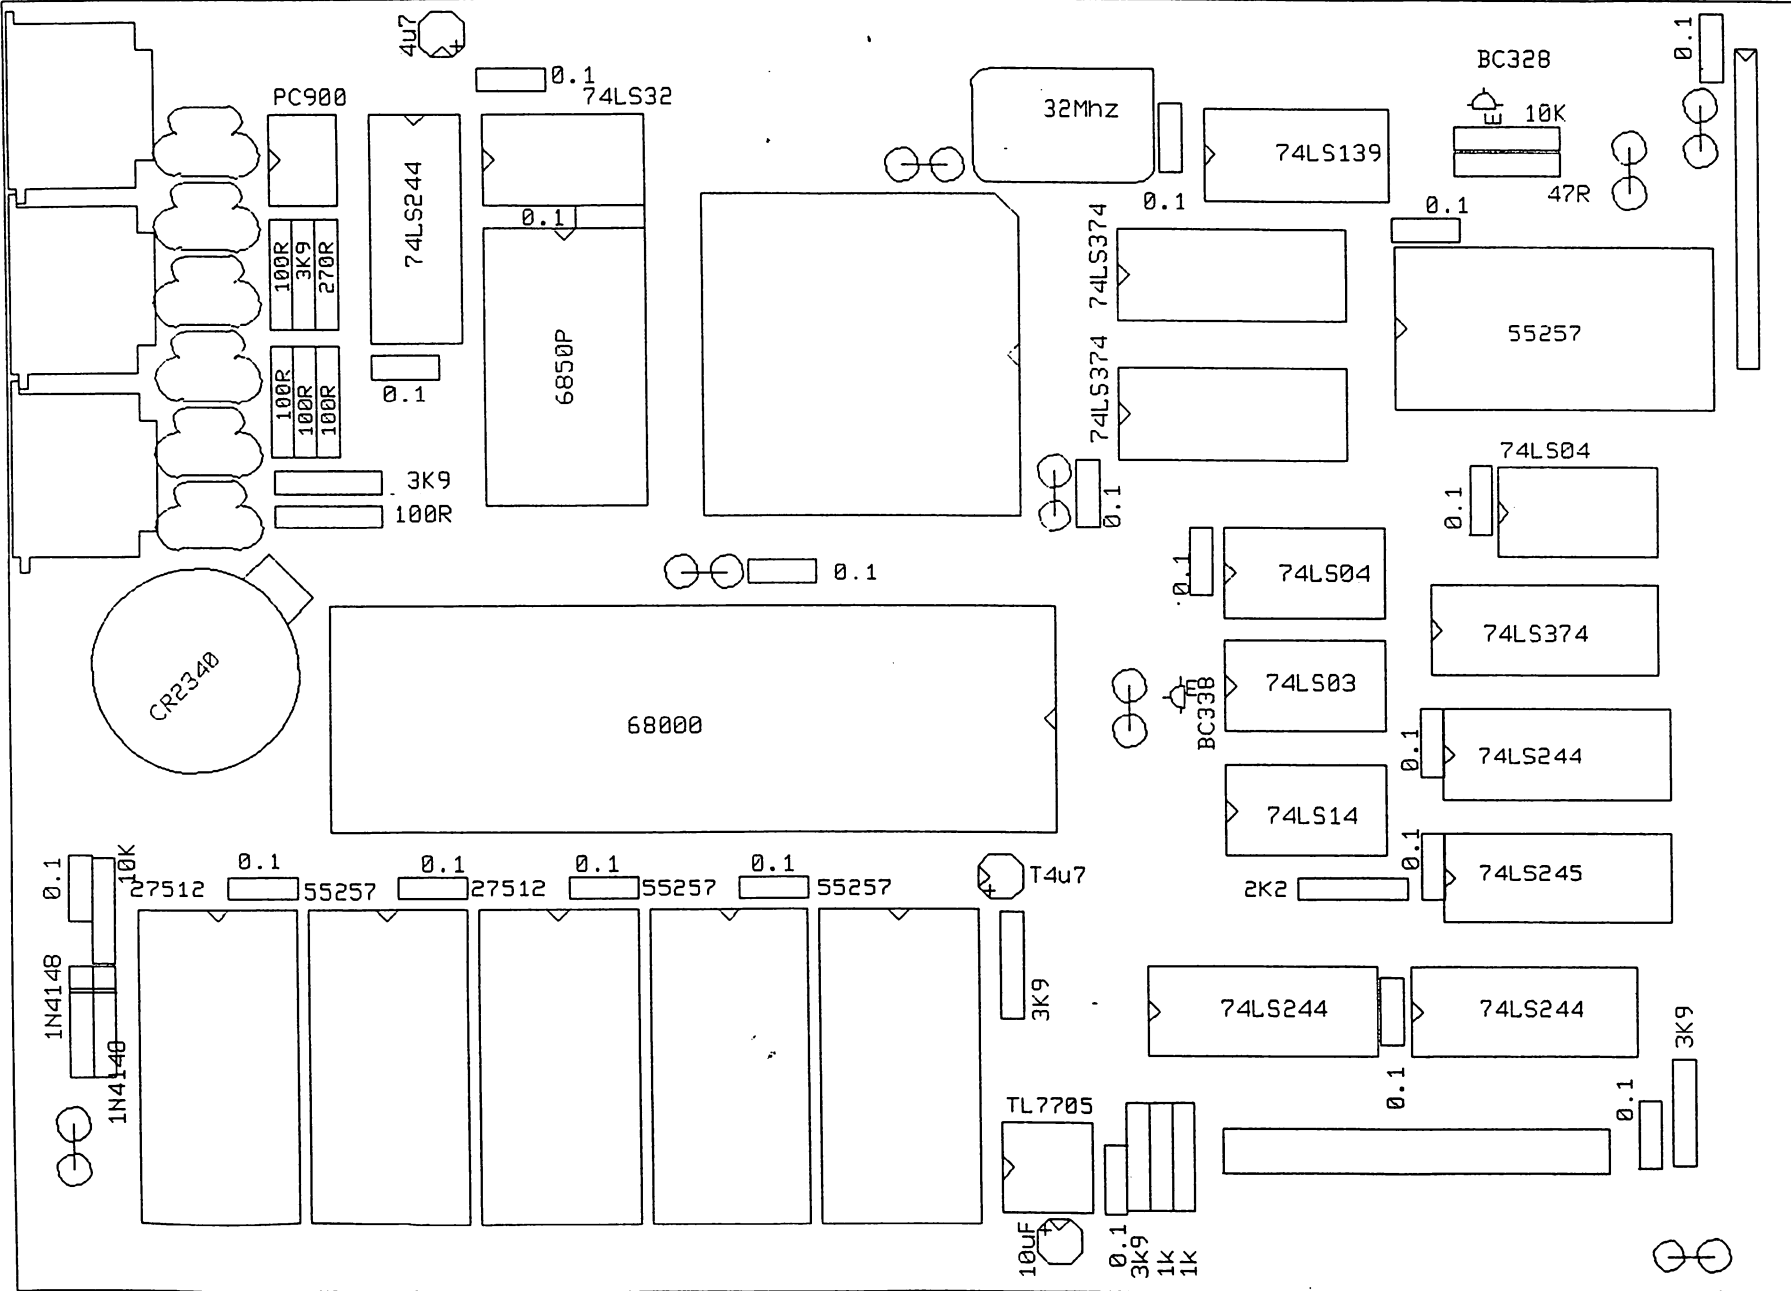 4u7
0.1
74LS32
PC900
74LS244
0.1
6850P
100R
3K9
270R
100R
100R
100R
0.1
3K9
100R
32Mhz
0.1
74LS139
BC328
E
10K
47R
0.1
0.1
74LS374
74LS374
55257
0.1
74LS04
0.1
0.1
74LS04
0.1
74LS374
CR2340
68000
E
BC338
74LS03
0.1
74LS244
74LS14
0.1
74LS245
2K2
0.1
10K
27512
0.1
55257
0.1
27512
0.1
55257
0.1
55257
T4u7
+
3K9
1N4148
1N4148
74LS244
0.1
74LS244
3K9
0.1
TL7705
10uF
+
0.1
3K9
1k
1k